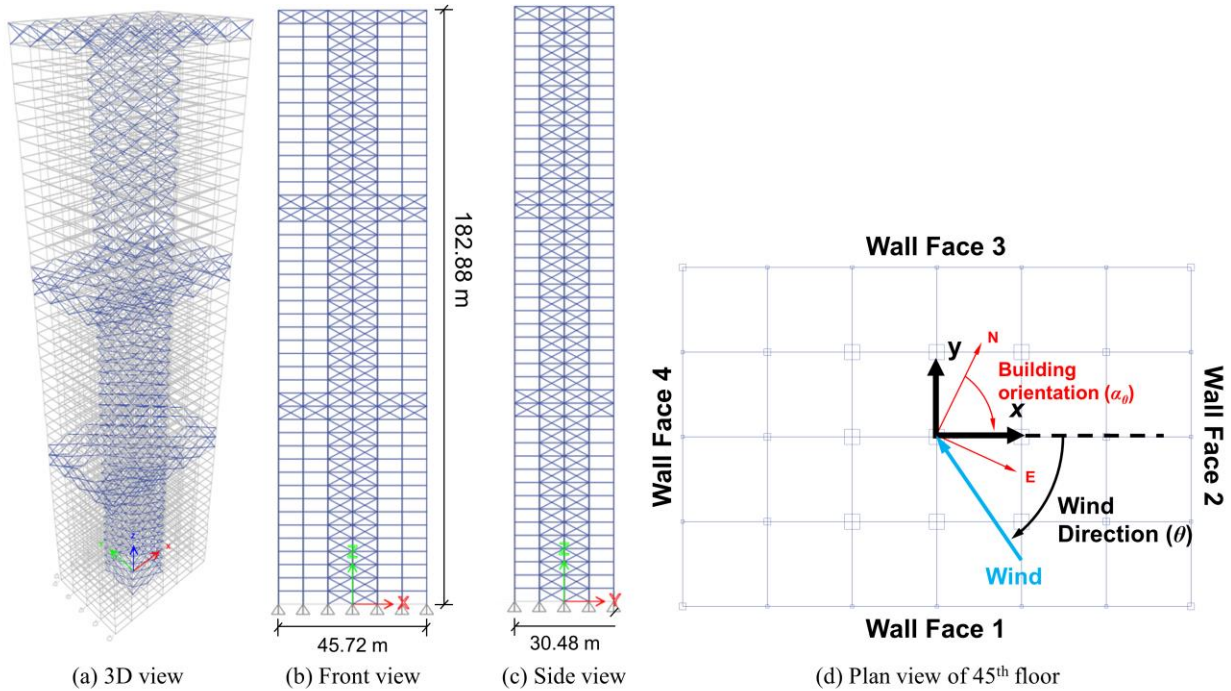 182.88 m
Z
X
45.72 m
Z
Y
30.48 m
z
x
Wall Face 3
Wall Face 4
Wall Face 2
N
y
Building
orientation (αθ)
x
E
Wind
Direction (θ)
Wind
Wall Face 1
(a) 3D view
(b) Front view
(c) Side view
(d) Plan view of 45th floor